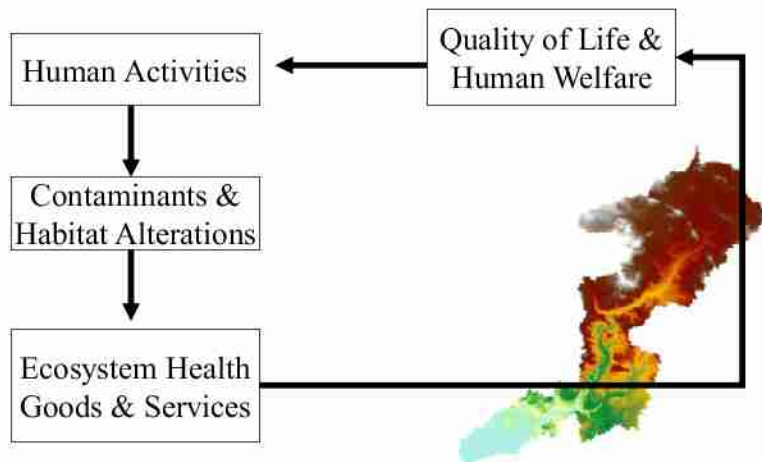 Human Activities
Quality of Life &
Human Welfare
Contaminants &
Habitat Alterations
Ecosystem Health
Goods & Services